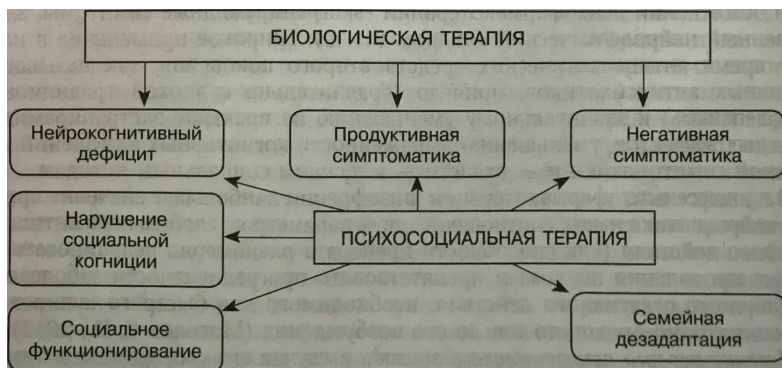 БИОЛОГИЧЕСКАЯ ТЕРАПИЯ
Нейрокогнитивный
дефицит
Продуктивная
симптоматика
Негативная
симптоматика
Нарушение
социальной
когниции
ПСИХОСОЦИАЛЬНАЯ ТЕРАПИЯ
Социальное
функционирование
Семейная
дезадаптация